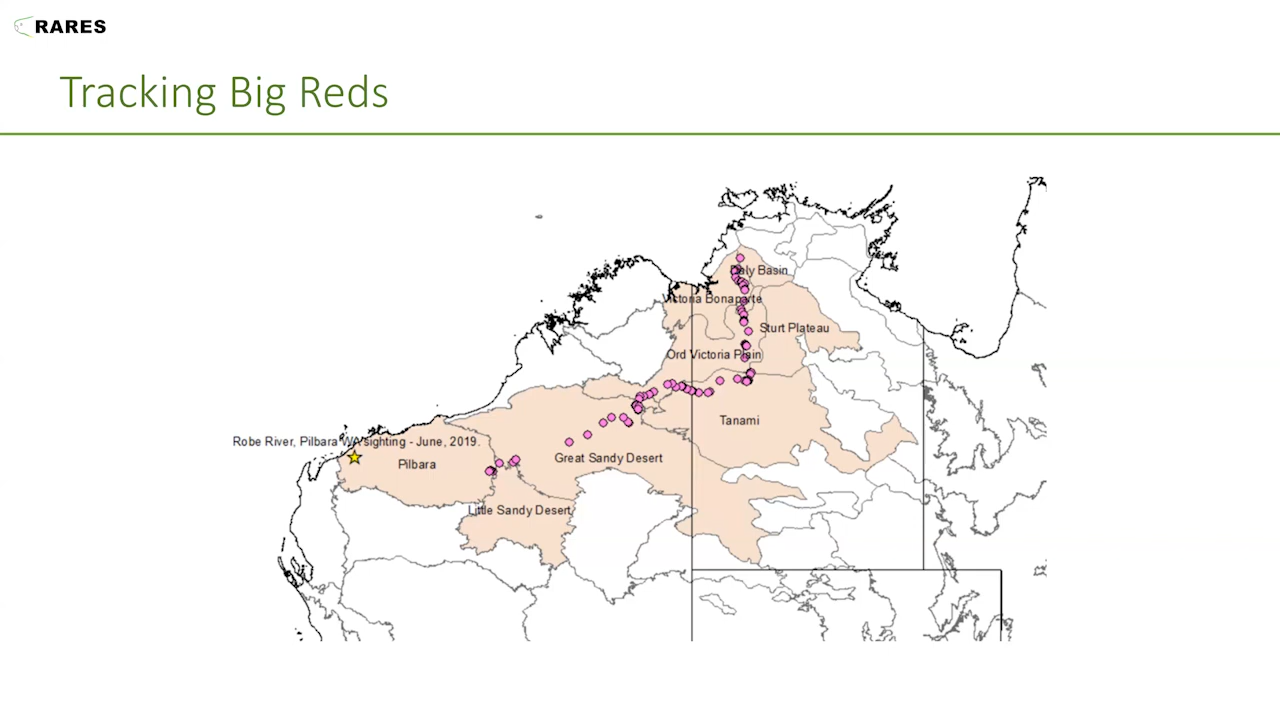 RARES
Tracking Big Reds
Daly Basin
Victoria Bonaparte
Sturt Plateau
Ord Victoria Plain
Tanami
Robe River, Pilbara WA sighting - June, 2019.
Great Sandy Desert
Pilbara
Little Sandy Desert